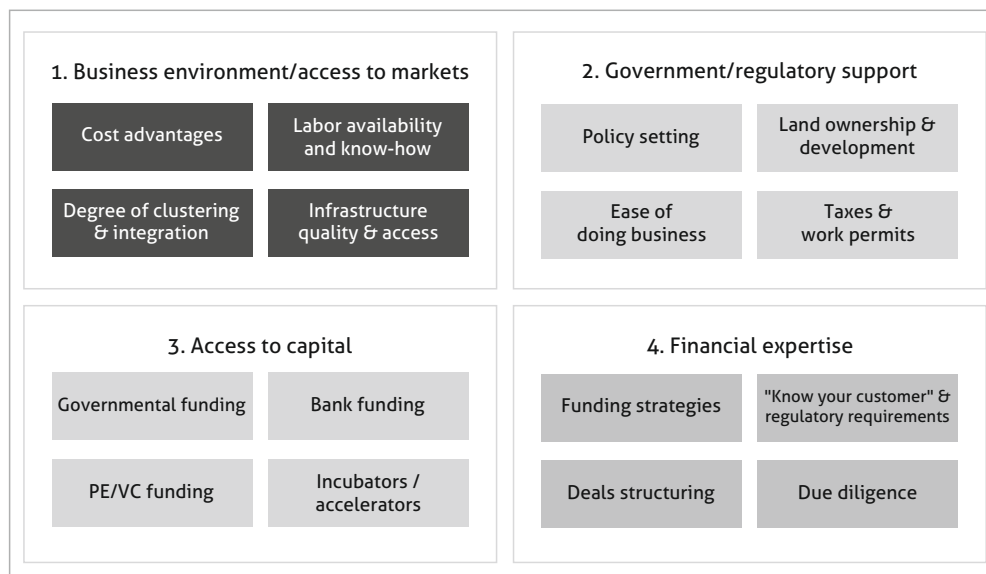 1. Business environment/access to markets
Cost advantages
Labor availability
and know-how
Degree of clustering
& integration
Infrastructure
quality & access
2. Government/regulatory support
Policy setting
Land ownership &
development
Ease of
doing business
Taxes &
work permits
3. Access to capital
Governmental funding
Bank funding
PE/VC funding
Incubators /
accelerators
4. Financial expertise
Funding strategies
"Know your customer" &
regulatory requirements
Deals structuring
Due diligence